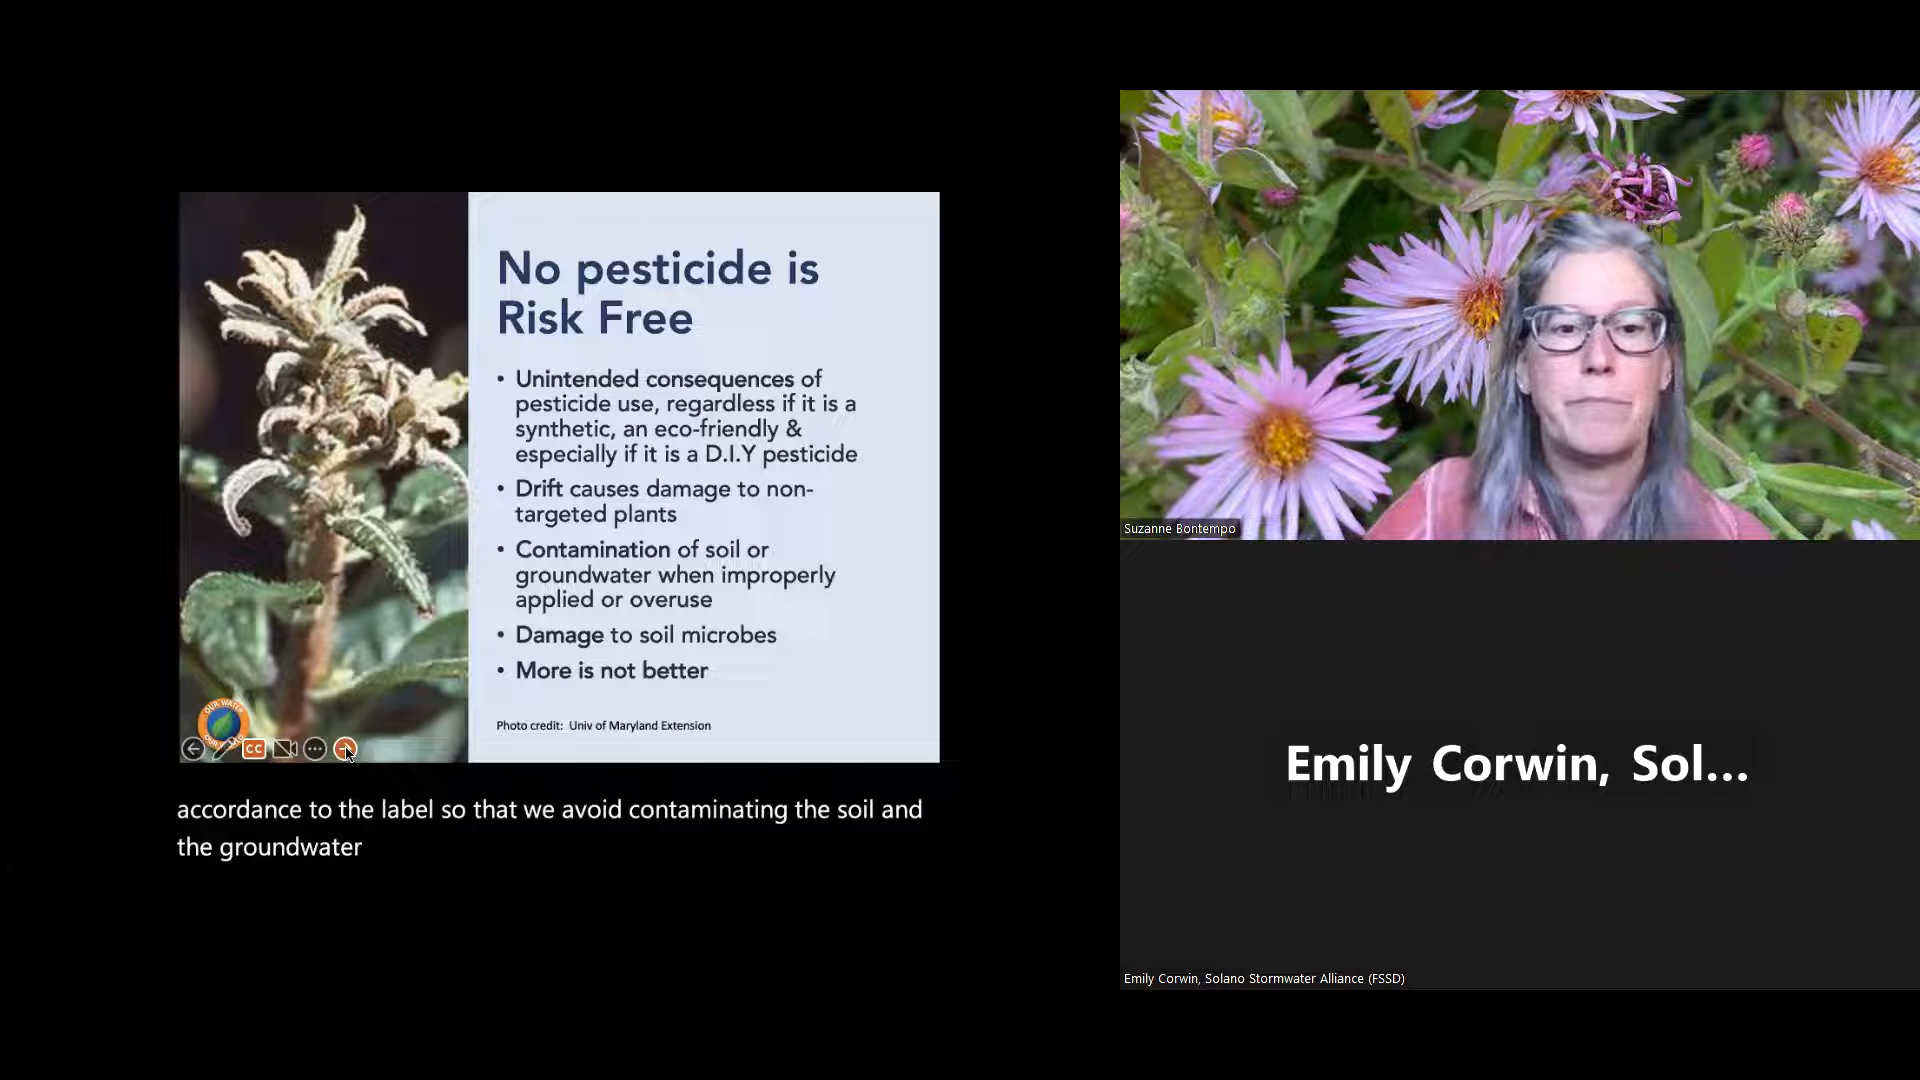 No pesticide is
Risk Free
• Unintended consequences of
pesticide use, regardless if it is a
synthetic, an eco-friendly &
especially if it is a D.I.Y pesticide
• Drift causes damage to non-
targeted plants
• Contamination of soil or
groundwater when improperly
applied or overuse
• Damage to soil microbes
• More is not better
Photo credit: Univ of Maryland Extension
OUR WATER
CC
accordance to the label so that we avoid contaminating the soil and
the groundwater
Suzanne Bontempo
Emily Corwin, Sol...
Emily Corwin, Solano Stormwater Alliance (FSSD)